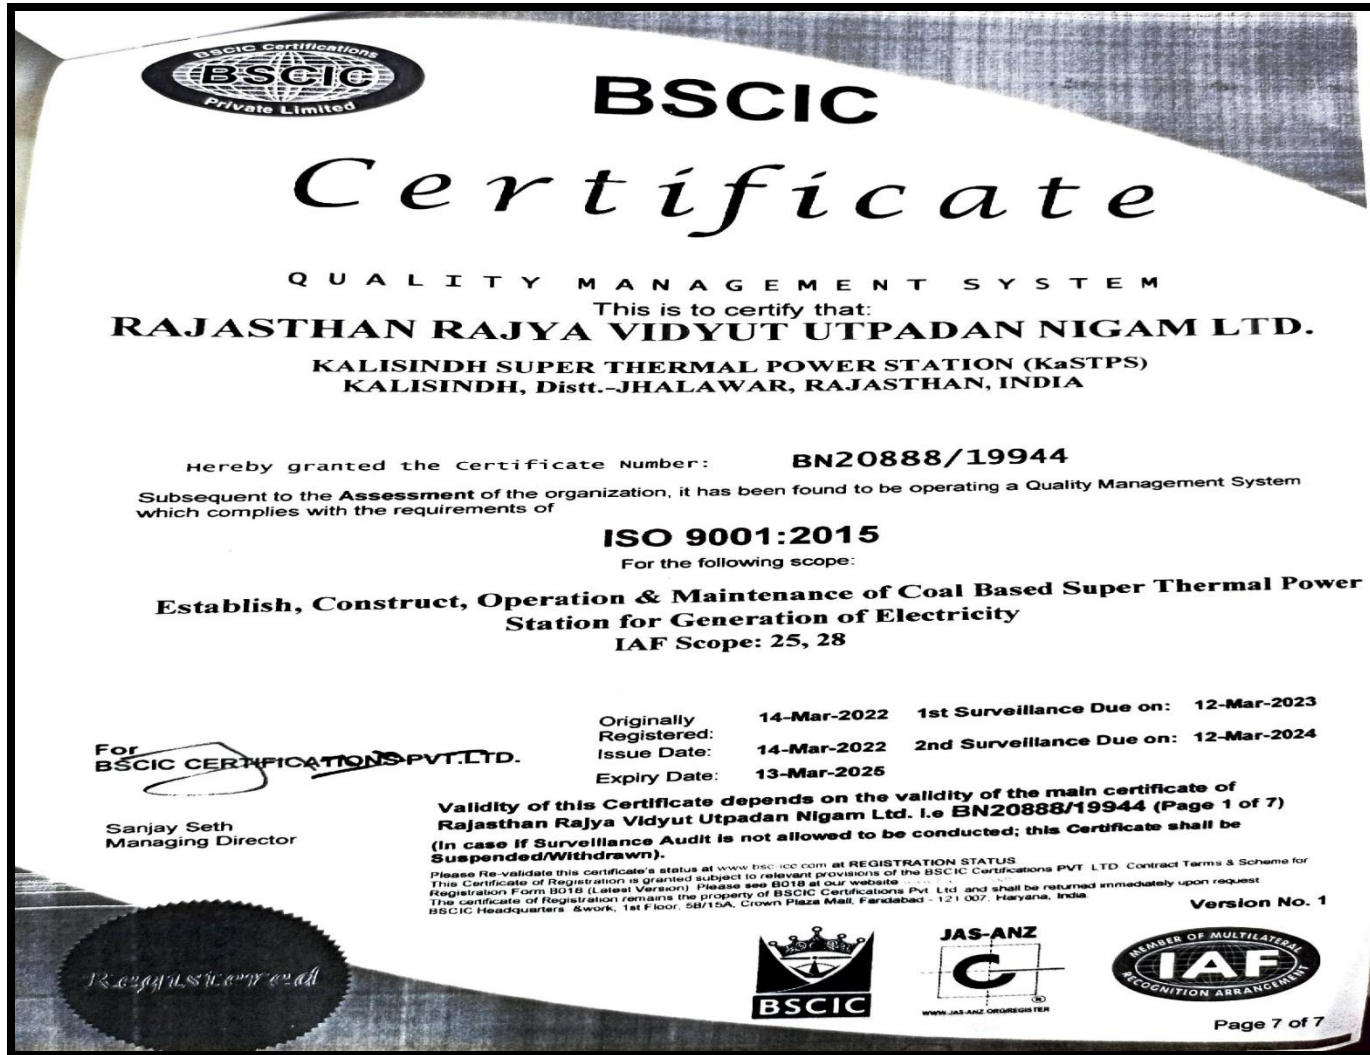 BSCIC Certifications
BSCIC
Private Limited
BSCIC
Certificate
QUALITY MANAGEMENT SYSTEM
This is to certify that:
RAJASTHAN RAJYA VIDYUT UTPADAN NIGAM LTD.
KALISINDH SUPER THERMAL POWER STATION (KaSTPS)
KALISINDH, Distt.-JHALAWAR, RAJASTHAN, INDIA
Hereby granted the Certificate Number: BN20888/19944
Subsequent to the Assessment of the organization, it has been found to be operating a Quality Management System
which complies with the requirements of
ISO 9001:2015
For the following scope:
Establish, Construct, Operation & Maintenance of Coal Based Super Thermal Power
Station for Generation of Electricity
IAF Scope: 25, 28
Originally Registered: 14-Mar-2022 1st Surveillance Due on: 12-Mar-2023
Issue Date: 14-Mar-2022 2nd Surveillance Due on: 12-Mar-2024
Expiry Date: 13-Mar-2025
For
BSCIC CERTIFICATIONS PVT.LTD.
Sanjay Seth
Managing Director
Validity of this Certificate depends on the validity of the main certificate of
Rajasthan Rajya Vidyut Utpadan Nigam Ltd. i.e BN20888/19944 (Page 1 of 7)
(In case if Surveillance Audit is not allowed to be conducted; this Certificate shall be
Suspended/Withdrawn).
Please Re-validate this certificate's status at www.bsc-icc.com at REGISTRATION STATUS
This Certificate of Registration is granted subject to relevant provisions of the BSCIC Certifications PVT LTD Contract Terms & Scheme for
Registration Form B018 (Latest Version) Please see B018 at our website
The certificate of Registration remains the property of BSCIC Certifications Pvt Ltd and shall be returned immediately upon request
BSCIC Headquarters &work, 1st Floor, 5B/15A, Crown Plaza Mall, Faridabad - 121 007, Haryana, India
Version No. 1
Registered
BSCIC
JAS-ANZ
C
®
WWW.JAS-ANZ.ORG/REGISTER
MEMBER OF MULTILATERAL
IAF
RECOGNITION ARRANGEMENT
Page 7 of 7